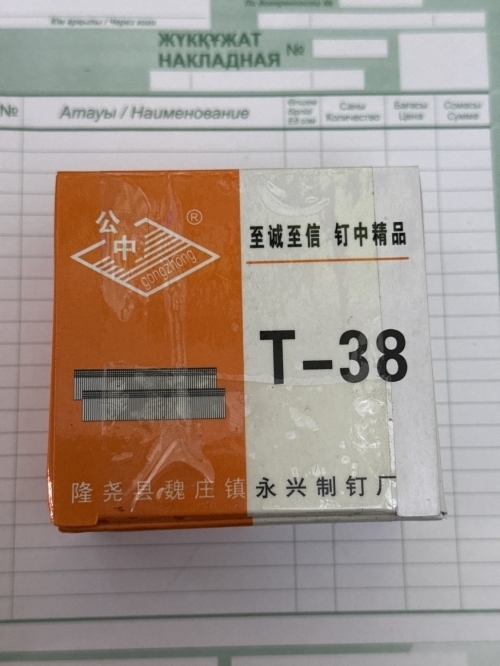 ЖҮКҚҰЖАТ
НАКЛАДНАЯ №
№ Атауы / Наименование
Саны Бағасы Сомасы
Количество Цена Сумма
公
中
®
gongzhong
至诚至信 钉中精品
T-38
隆尧县魏庄镇永兴制钉厂